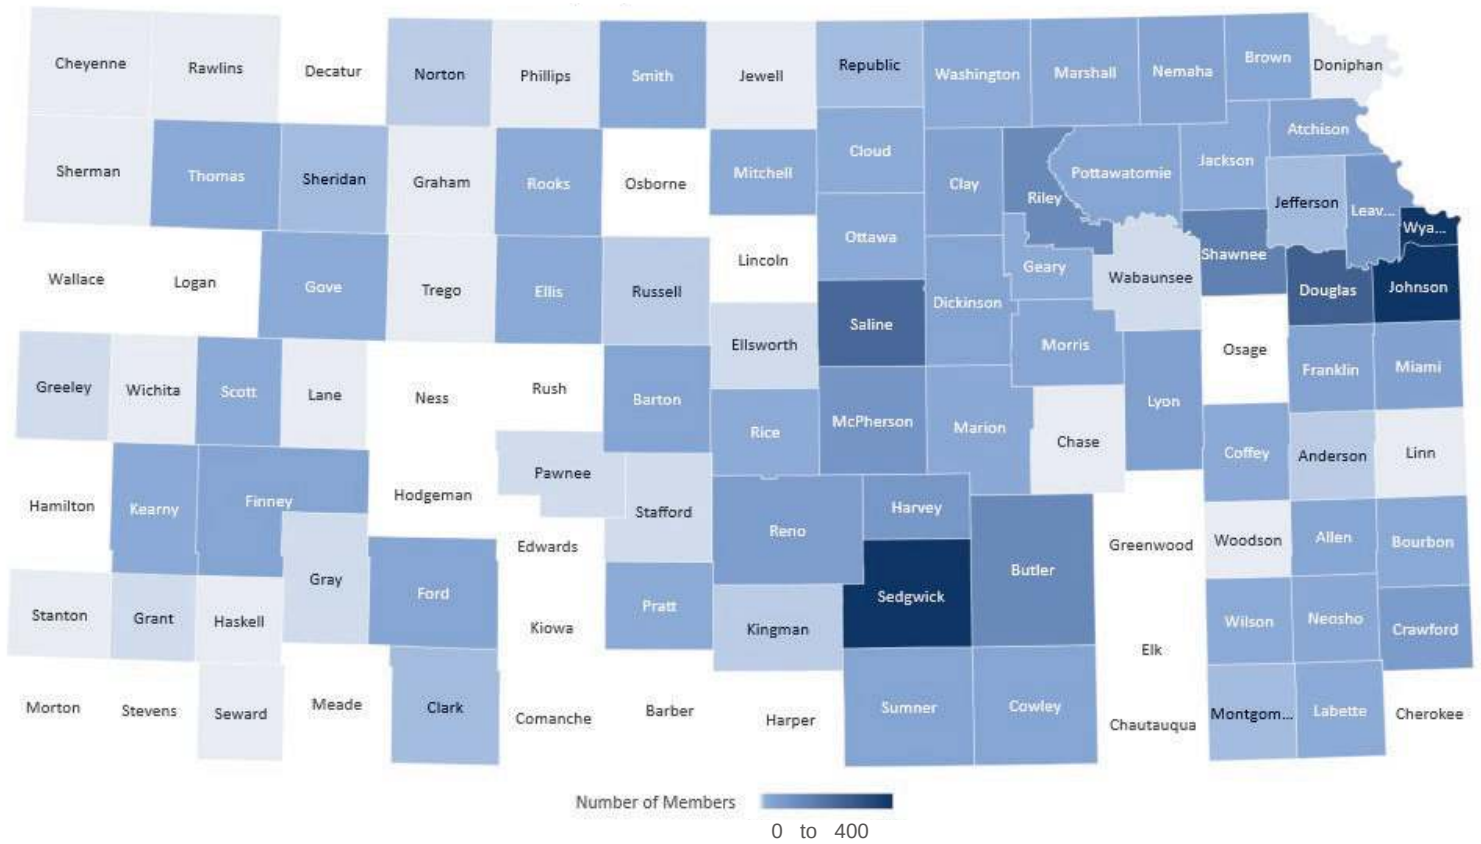 Cheyenne Rawlins Decatur Norton Phillips Smith Jewell Republic Washington Marshall Nemaha Brown Doniphan
Sherman Thomas Sheridan Graham Rooks Osborne Mitchell Cloud Clay Riley Pottawatomie Jackson Atchison
Jefferson Leav... Wya...
Wallace Logan Gove Trego Ellis Russell Lincoln Ottawa Geary Wabaunsee Shawnee Douglas Johnson
Greeley Wichita Scott Lane Ness Rush Barton Ellsworth Saline Dickinson Morris Lyon Osage Franklin Miami
Hamilton Kearny Finney Hodgeman Pawnee Stafford Rice McPherson Marion Chase Coffey Anderson Linn
Edwards Reno Harvey Butler Greenwood Woodson Allen Bourbon
Stanton Grant Haskell Gray Ford Kiowa Pratt Kingman Sedgwick Elk Wilson Neosho Crawford
Morton Stevens Seward Meade Clark Comanche Barber Harper Sumner Cowley Chautauqua Montgom... Labette Cherokee
Number of Members
0 to 400